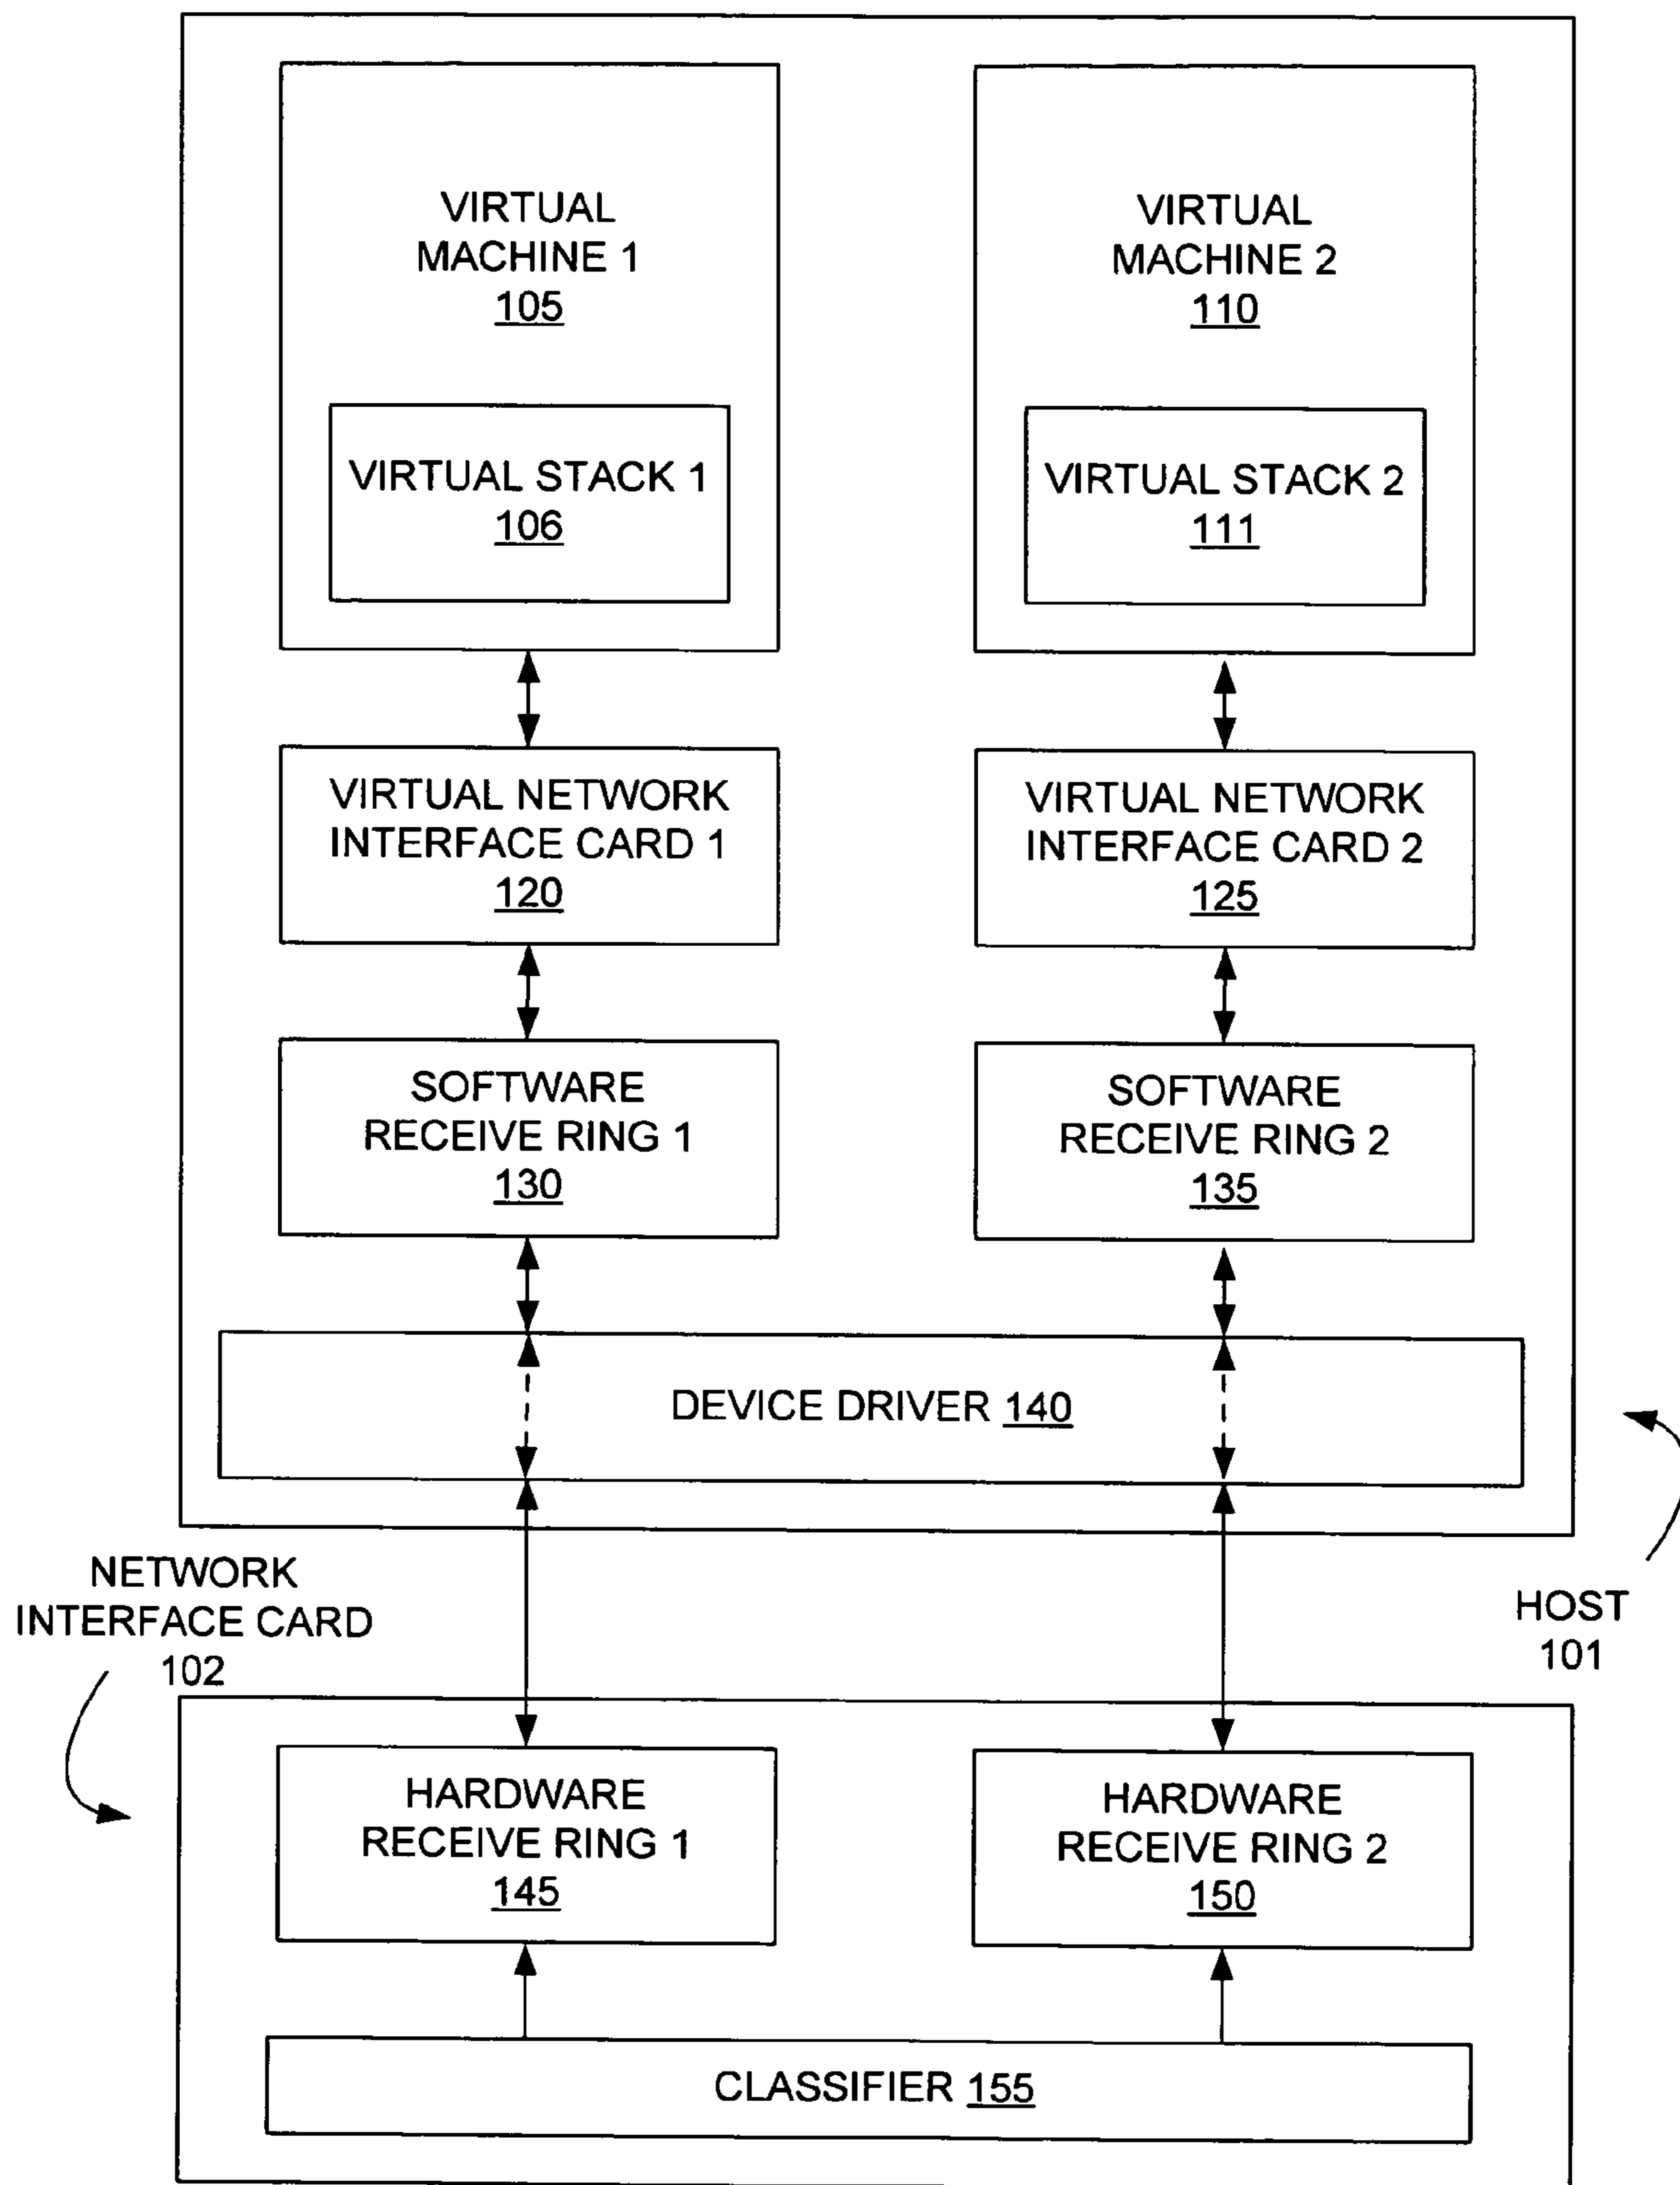 VIRTUAL
MACHINE 1
105
VIRTUAL STACK 1
106
VIRTUAL
MACHINE 2
110
VIRTUAL STACK 2
111
VIRTUAL NETWORK
INTERFACE CARD 1
120
VIRTUAL NETWORK
INTERFACE CARD 2
125
SOFTWARE
RECEIVE RING 1
130
SOFTWARE
RECEIVE RING 2
135
DEVICE DRIVER 140
NETWORK
INTERFACE CARD
102
HOST
101
HARDWARE
RECEIVE RING 1
145
HARDWARE
RECEIVE RING 2
150
CLASSIFIER 155